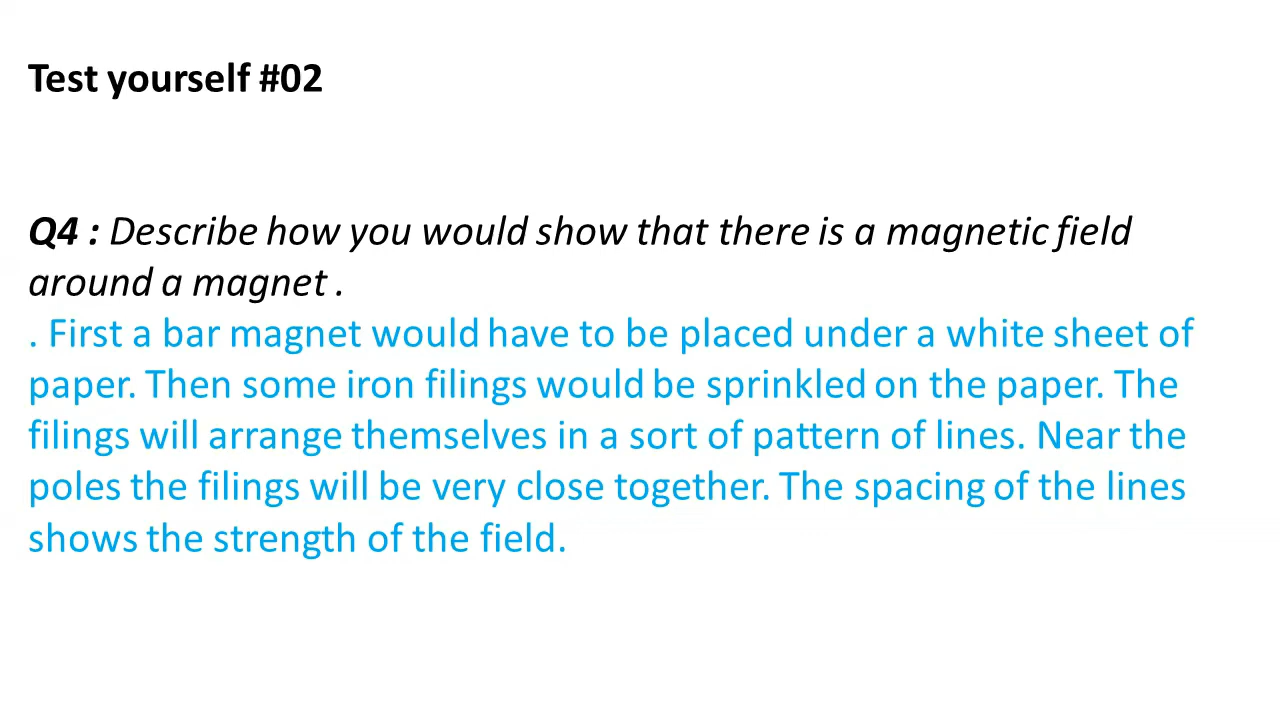 Test yourself #02
Q4 : Describe how you would show that there is a magnetic field
around a magnet .
. First a bar magnet would have to be placed under a white sheet of
paper. Then some iron filings would be sprinkled on the paper. The
filings will arrange themselves in a sort of pattern of lines. Near the
poles the filings will be very close together. The spacing of the lines
shows the strength of the field.